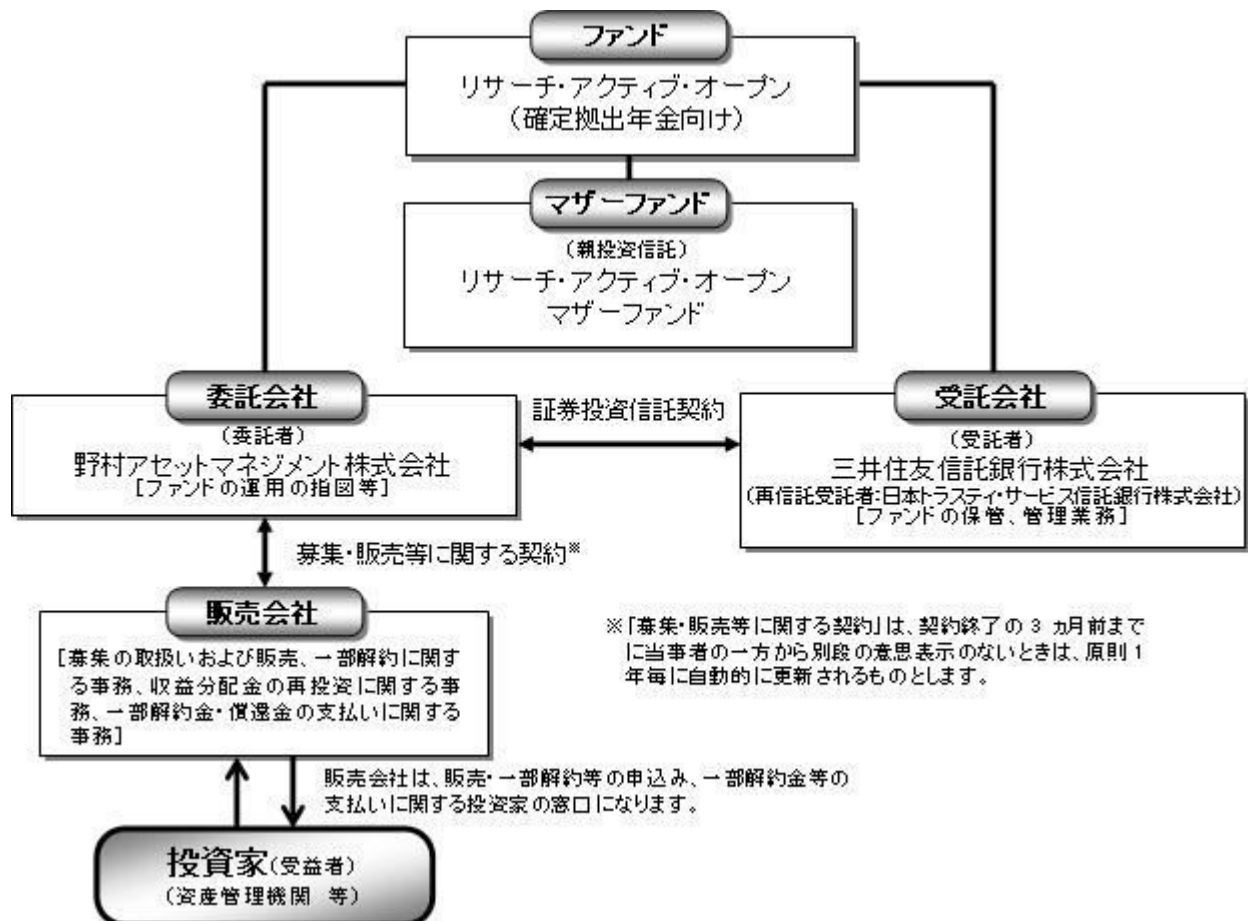 ファンド
リサーチ・アクティブ・オープン
(確定拠出年金向け)
マザーファンド
(親投資信託)
リサーチ・アクティブ・オープン
マザーファンド
委託会社
(委託者)
野村アセットマネジメント株式会社
[ファンドの運用の指図等]
証券投資信託契約
受託会社
(受託者)
三井住友信託銀行株式会社
(再信託受託者:日本トラスティ・サービス信託銀行株式会社)
[ファンドの保管、管理業務]
募集・販売等に関する契約※
販売会社
[募集の取扱いおよび販売、一部解約に関す
る事務、収益分配金の再投資に関する事
務、一部解約金・償還金の支払いに関する
事務]
※「募集・販売等に関する契約」は、契約終了の 3 ヵ月前まで
に当事者の一方から別段の意思表示のないときは、原則 1
年毎に自動的に更新されるものとします。
販売会社は、販売・一部解約等の申込み、一部解約金等の
支払いに関する投資家の窓口になります。
投資家(受益者)
(資産管理機関 等)